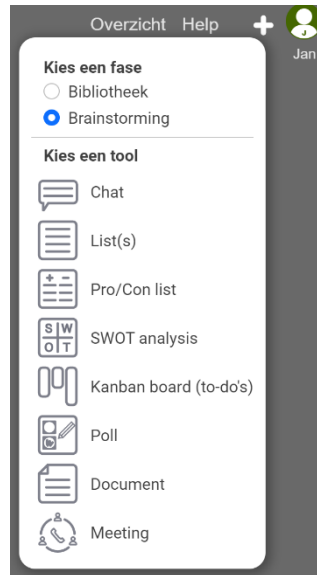 Overzicht Help
J
Jan
Kies een fase
Bibliotheek
Brainstorming
Kies een tool
Chat
List(s)
Pro/Con list
S W
O T
SWOT analysis
Kanban board (to-do's)
Poll
Document
Meeting